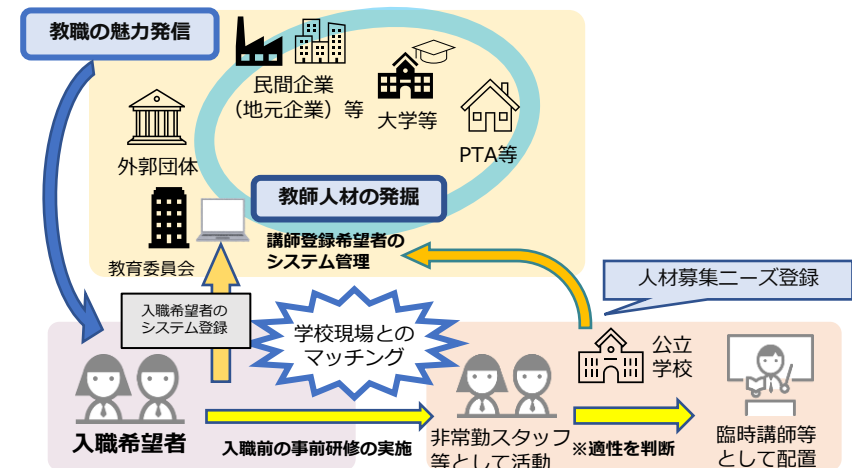 教職の魅力発信
民間企業
（地元企業）等
大学等
PTA等
外郭団体
教師人材の発掘
教育委員会
講師登録希望者の
システム管理
人材募集ニーズ登録
入職希望者の
システム登録
学校現場との
マッチング
公立
学校
入職希望者
入職前の事前研修の実施
非常勤スタッフ
等として活動
※適性を判断
臨時講師等
として配置